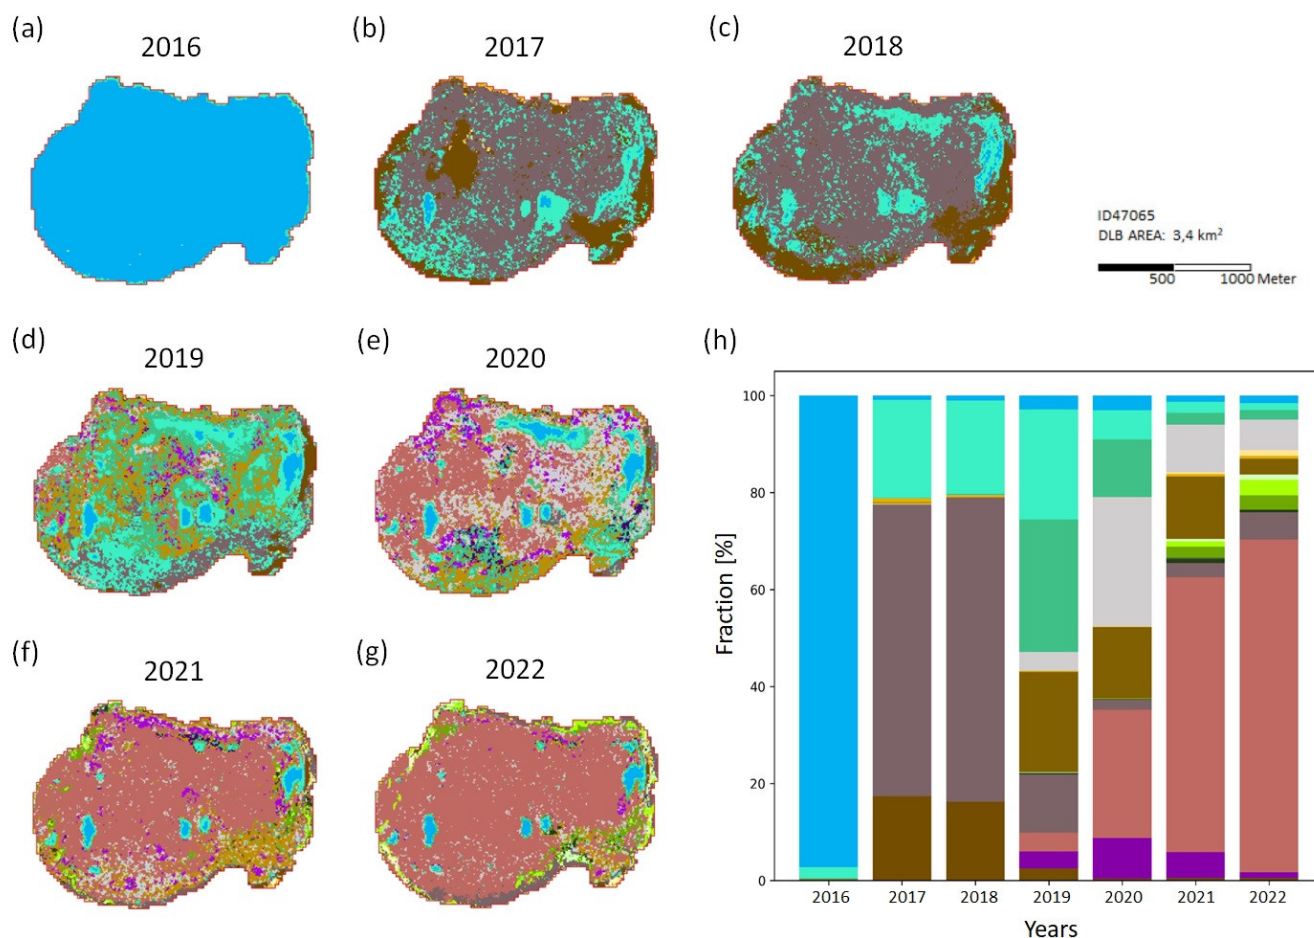 (a)
2016
(b)
2017
(c)
2018
ID47065
DLB AREA: 3,4 km²
500
1000 Meter
(d)
2019
(e)
2020
(f)
2021
(g)
2022
(h)
100
80
60
40
20
0
Fraction [%]
2016 2017 2018 2019 2020 2021 2022
Years